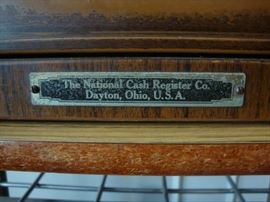 The National Cash Register Co.
Dayton, Ohio, U.S.A.